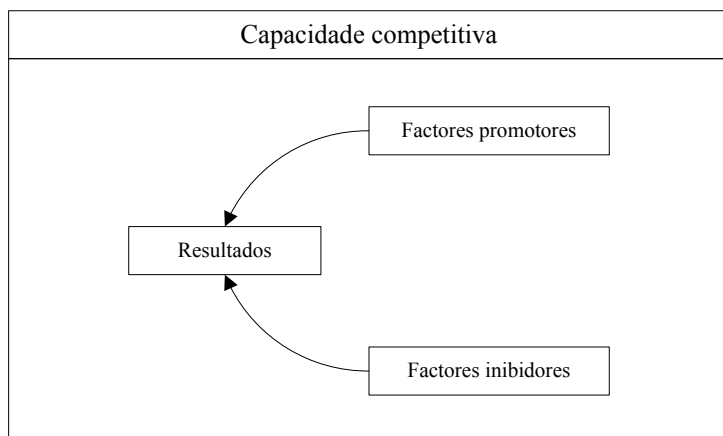 Capacidade competitiva
Factores promotores
Resultados
Factores inibidores